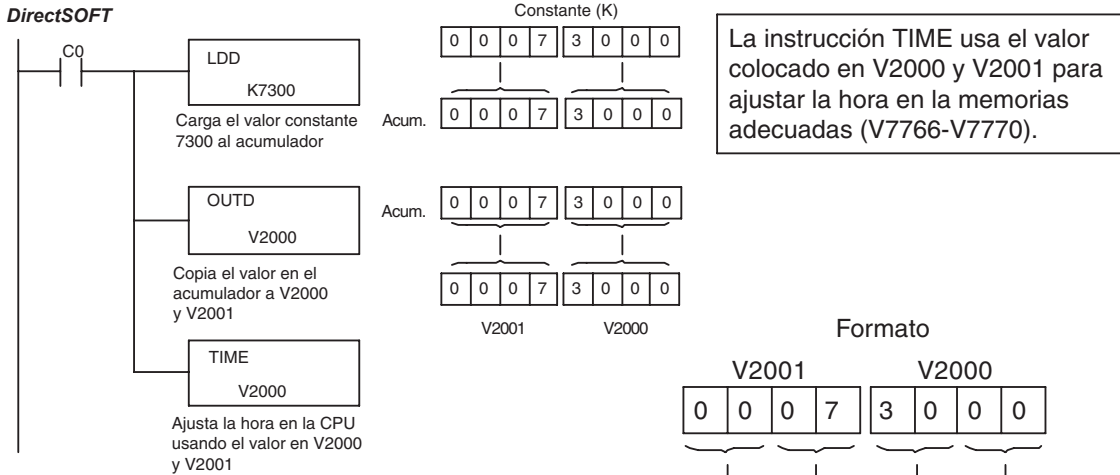 DirectSOFT
C0
LDD
K7300
Carga el valor constante
7300 al acumulador
OUTD
V2000
Copia el valor en el
acumulador a V2000
y V2001
TIME
V2000
Ajusta la hora en la CPU
usando el valor en V2000
y V2001
Constante (K)
0 0 0 7 3 0 0 0
Acum. 0 0 0 7 3 0 0 0
Acum. 0 0 0 7 3 0 0 0
0 0 0 7 3 0 0 0
V2001 V2000
La instrucción TIME usa el valor
colocado en V2000 y V2001 para
ajustar la hora en la memorias
adecuadas (V7766-V7770).
Formato
V2001 V2000
0 0 0 7 3 0 0 0